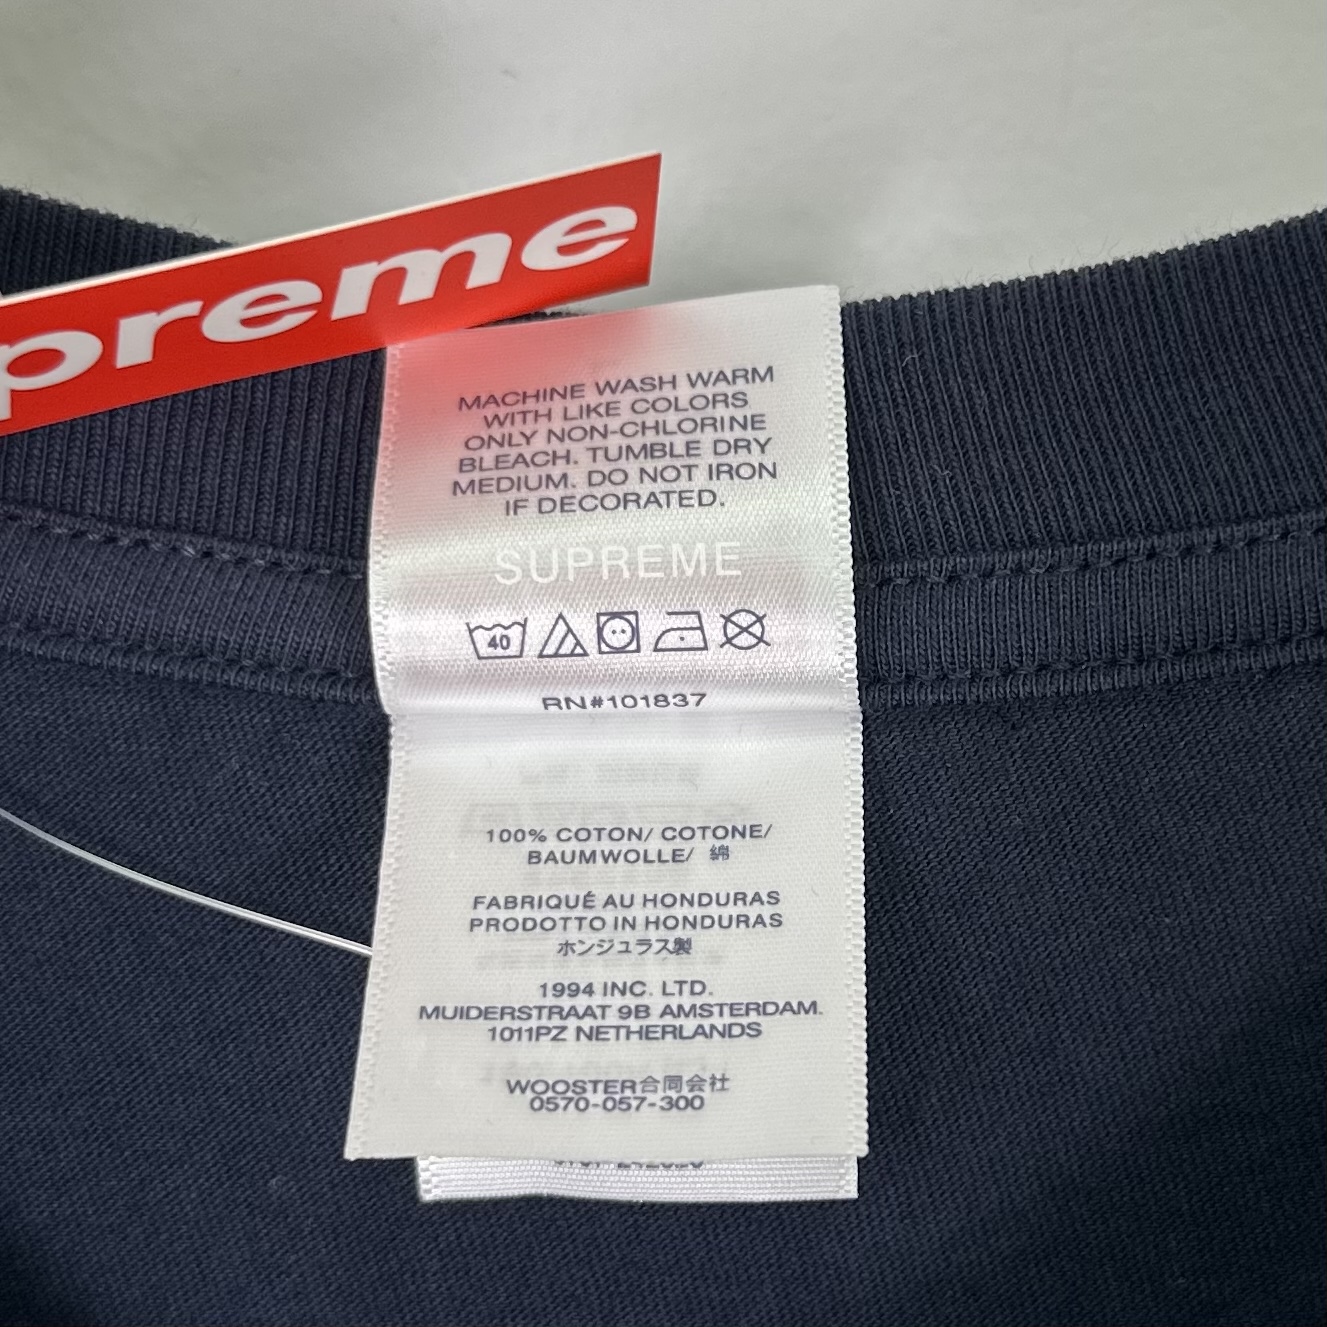 preme
MACHINE WASH WARM
WITH LIKE COLORS
ONLY NON-CHLORINE
BLEACH. TUMBLE DRY
MEDIUM. DO NOT IRON
IF DECORATED.
SUPREME
40
RN#101837
100% COTON/ COTONE/
BAUMWOLLE/ 綿
FABRIQUÉ AU HONDURAS
PRODOTTO IN HONDURAS
ホンジュラス製
1994 INC. LTD.
MUIDERSTRAAT 9B AMSTERDAM.
1011PZ NETHERLANDS
WOOSTER合同会社
0570-057-300